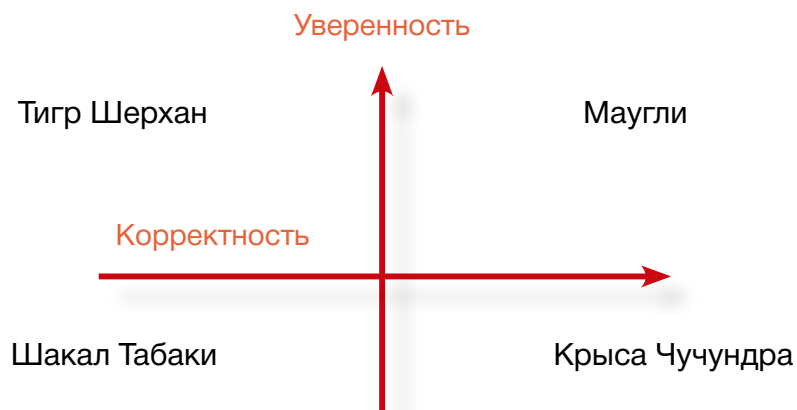 Уверенность
Тигр Шерхан
Маугли
Корректность
Шакал Табаки
Крыса Чучундра